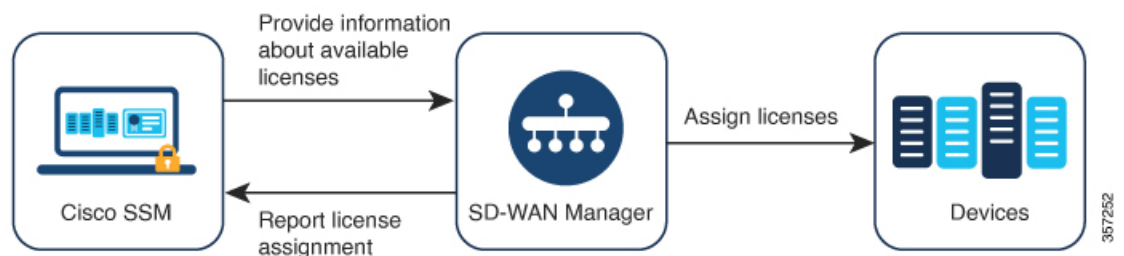 Provide information
about available
licenses
Cisco SSM
Report license
assignment
SD-WAN Manager
Assign licenses
Devices
357252